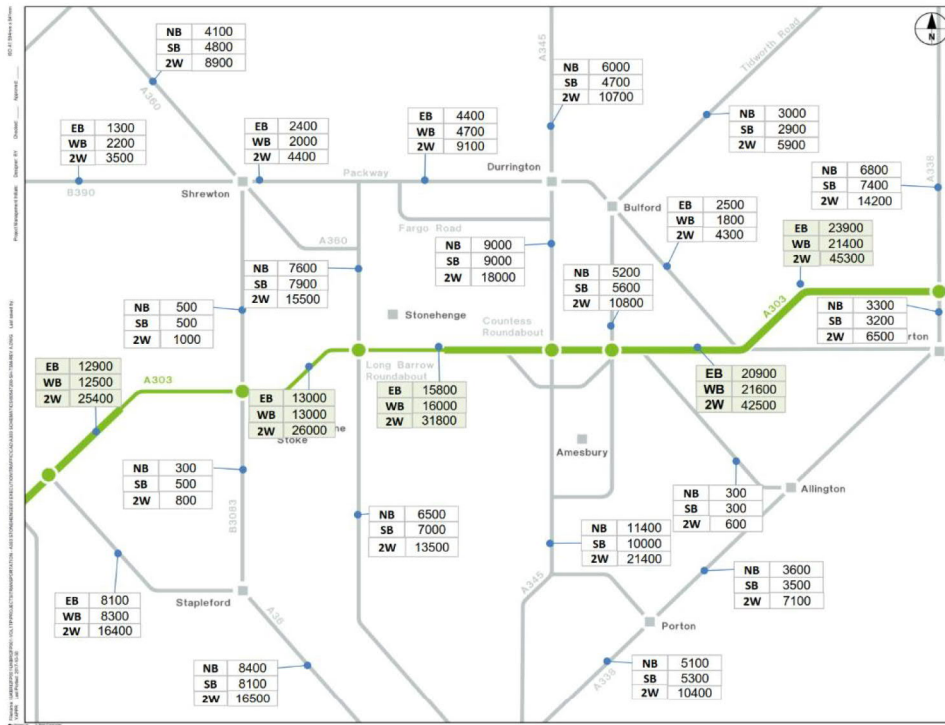 N
A345
Tidworth Road
NB 4100
SB 4800
2W 8900
A360
NB 6000
SB 4700
2W 10700
NB 3000
SB 2900
2W 5900
EB 1300
WB 2200
2W 3500
EB 2400
WB 2000
2W 4400
EB 4400
WB 4700
2W 9100
A338
NB 6800
SB 7400
2W 14200
B390
Shrewton
Packway
Durrington
Bulford
EB 2500
WB 1800
2W 4300
Fargo Road
A360
EB 23900
WB 21400
2W 45300
NB 7600
SB 7900
2W 15500
NB 9000
SB 9000
2W 18000
NB 5200
SB 5600
2W 10800
A303
NB 500
SB 500
2W 1000
Stonehenge
Countess
Roundabout
NB 3300
SB 3200
2W 6500
rton
EB 12900
WB 12500
2W 25400
A303
Long Barrow
Roundabout
EB 13000
WB 13000
2W 26000
ne
Stoke
EB 15800
WB 16000
2W 31800
EB 20900
WB 21600
2W 42500
Amesbury
NB 300
SB 500
2W 800
B3083
Allington
NB 300
SB 300
2W 600
NB 6500
SB 7000
2W 13500
NB 11400
SB 10000
2W 21400
A345
NB 3600
SB 3500
2W 7100
EB 8100
WB 8300
2W 16400
Stapleford
A36
Porton
NB 8400
SB 8100
2W 16500
A338
NB 5100
SB 5300
2W 10400